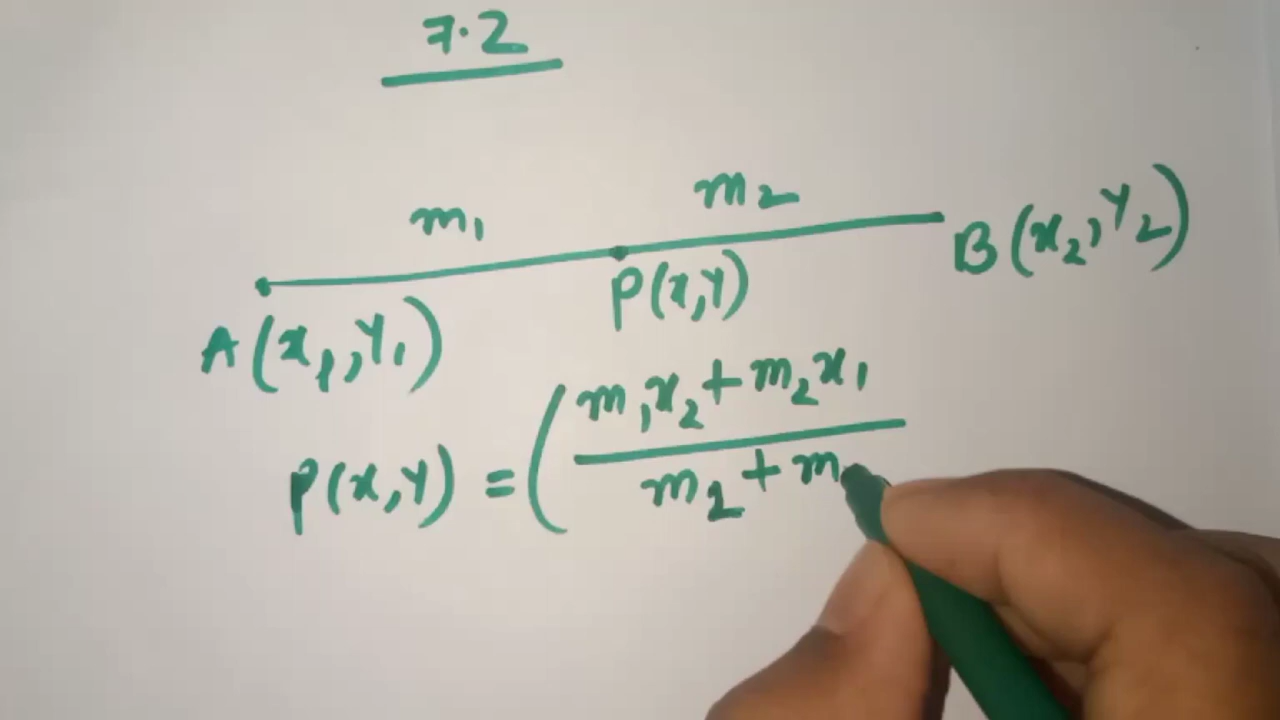 7.2
m₁ m₂
A(x₁,y₁) P(x,y) B(x₂,y₂)
P(x,y) = ( m₁x₂+m₂x₁
m₂ + m